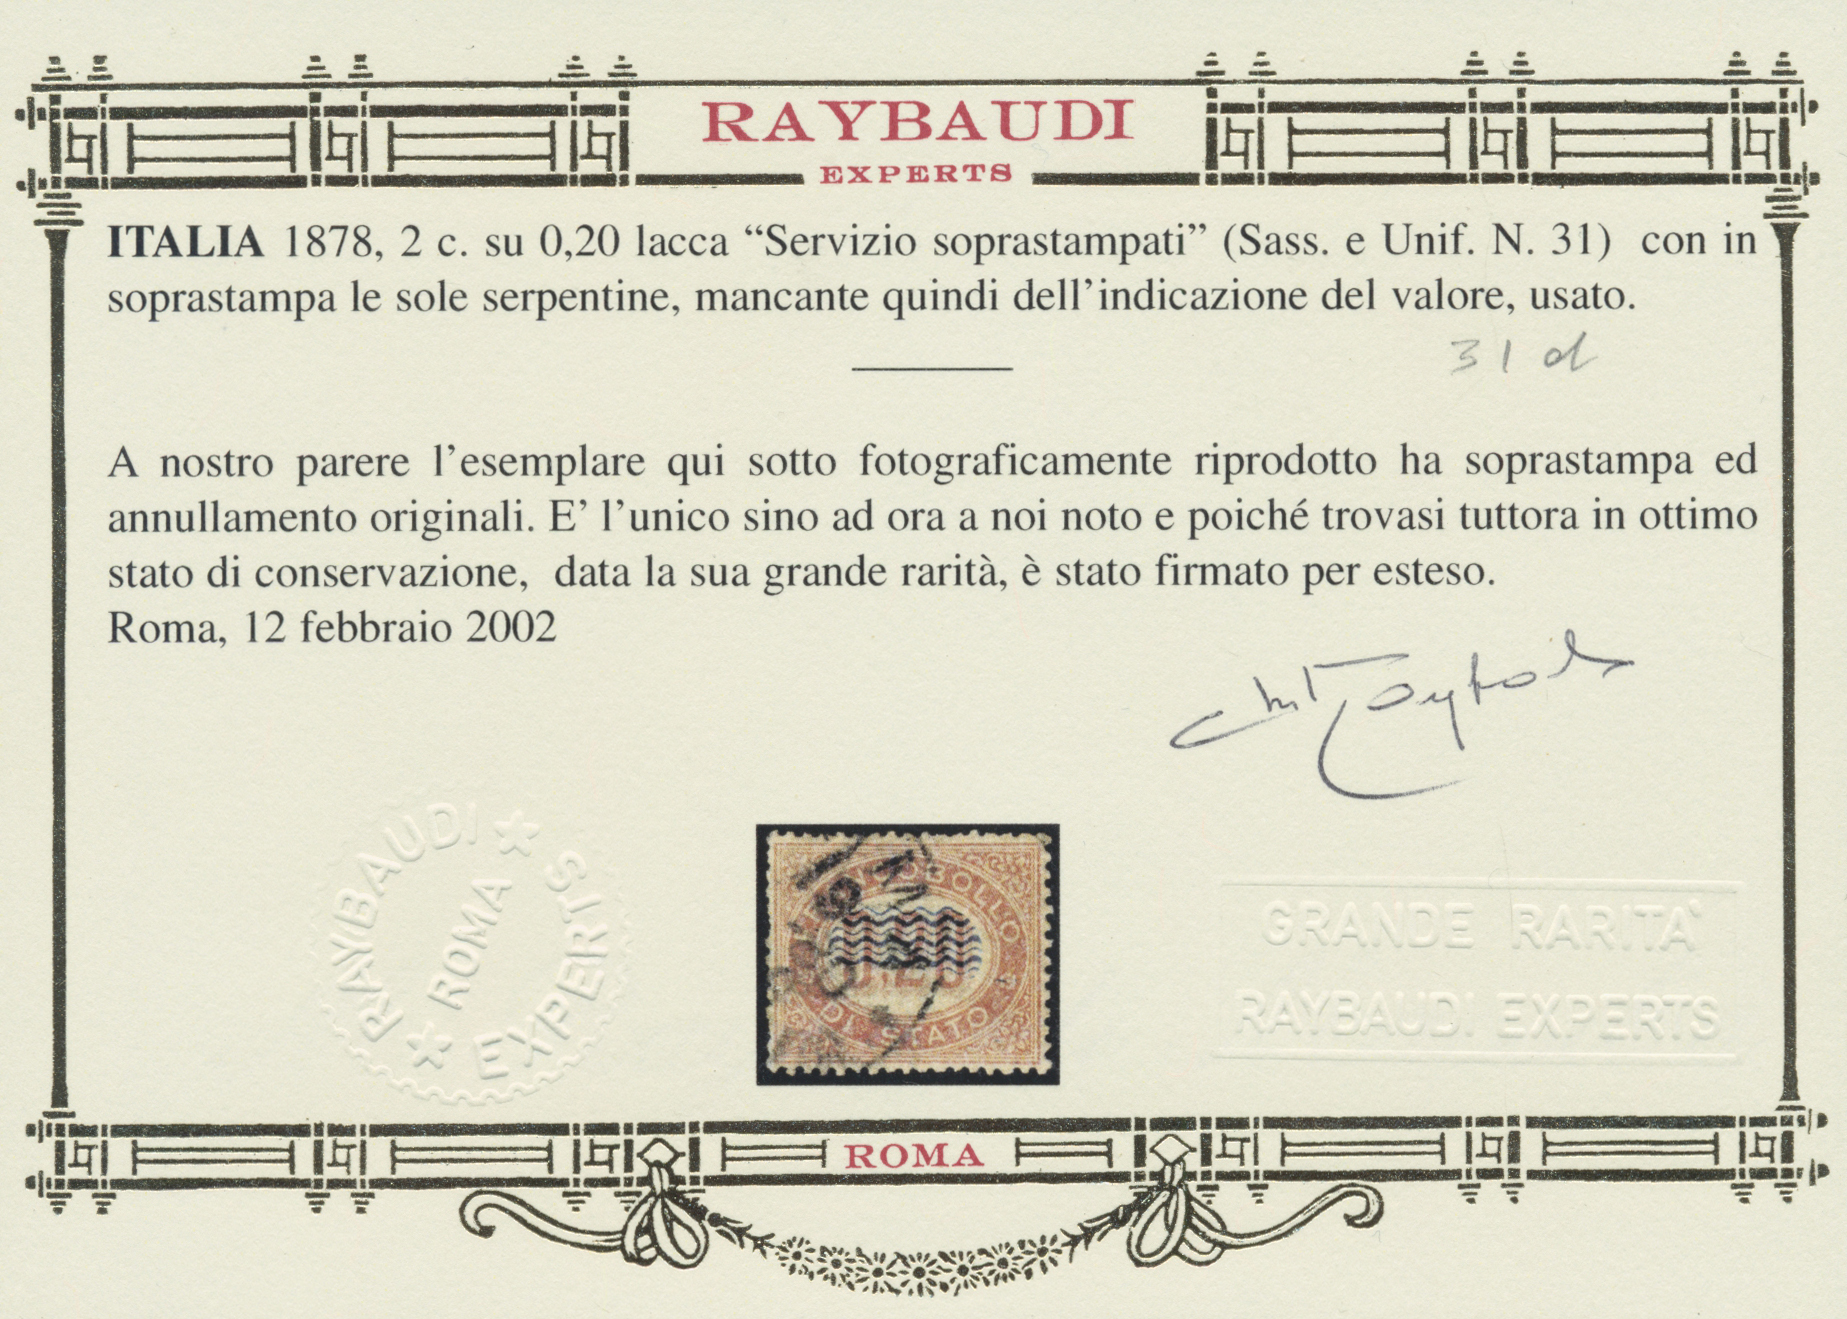 RAYBAUDI
EXPERTS
ITALIA 1878, 2 c. su 0,20 lacca “Servizio soprastampati” (Sass. e Unif. N. 31) con in
soprastampa le sole serpentine, mancante quindi dell’indicazione del valore, usato.
31 d
A nostro parere l’esemplare qui sotto fotograficamente riprodotto ha soprastampa ed
annullamento originali. E’ l’unico sino ad ora a noi noto e poiché trovasi tuttora in ottimo
stato di conservazione, data la sua grande rarità, è stato firmato per esteso.
Roma, 12 febbraio 2002
RAYBAUDI
ROMA
EXPERTS
DI STATO
GRANDE RARITA’
RAYBAUDI EXPERTS
ROMA